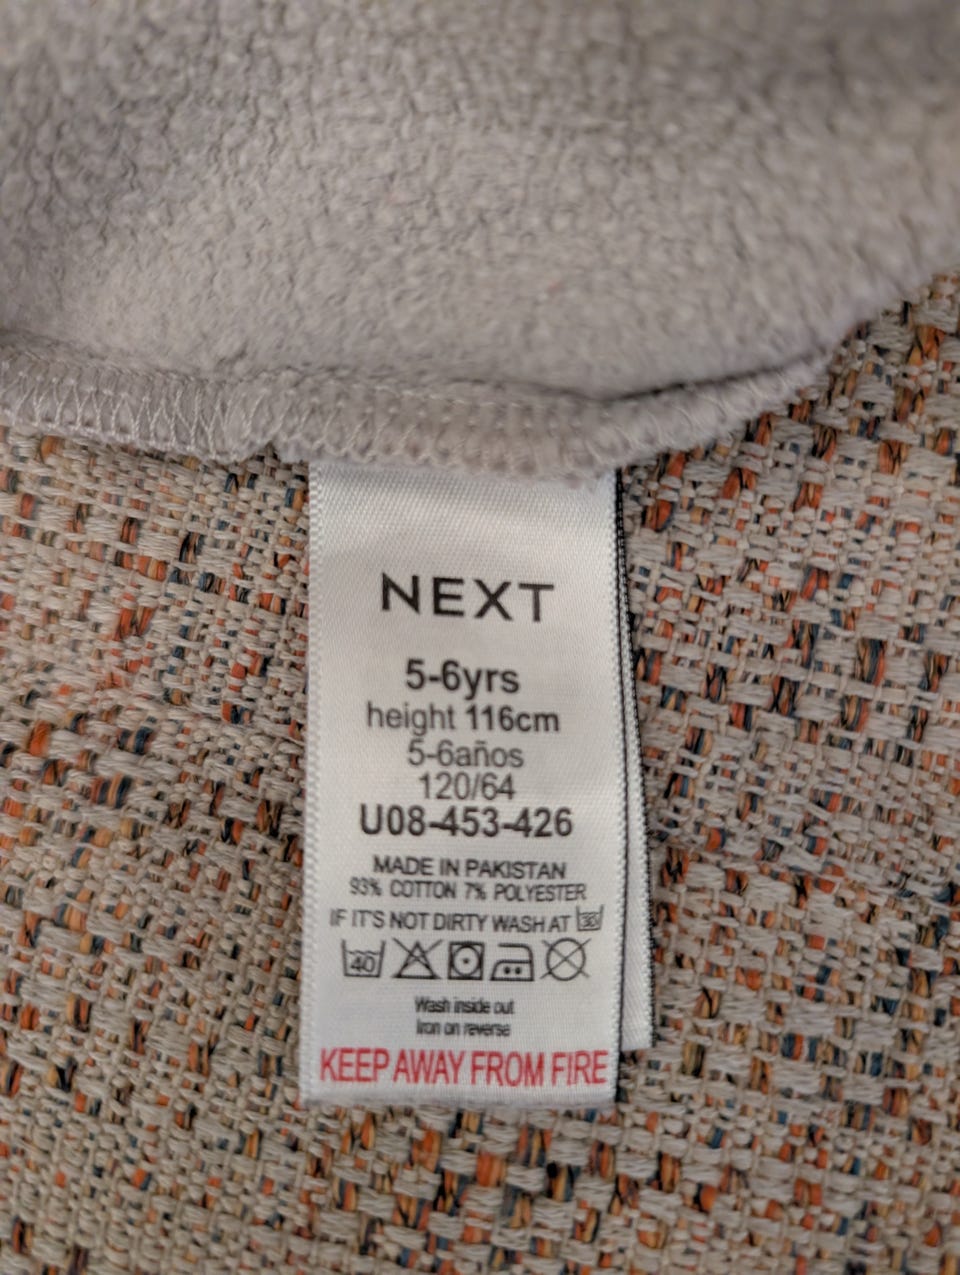 NEXT
5-6yrs
height 116cm
5-6años
120/64
U08-453-426
MADE IN PAKISTAN
93% COTTON 7% POLYESTER
IF IT'S NOT DIRTY WASH AT 30
40
Wash inside out
Iron on reverse
KEEP AWAY FROM FIRE